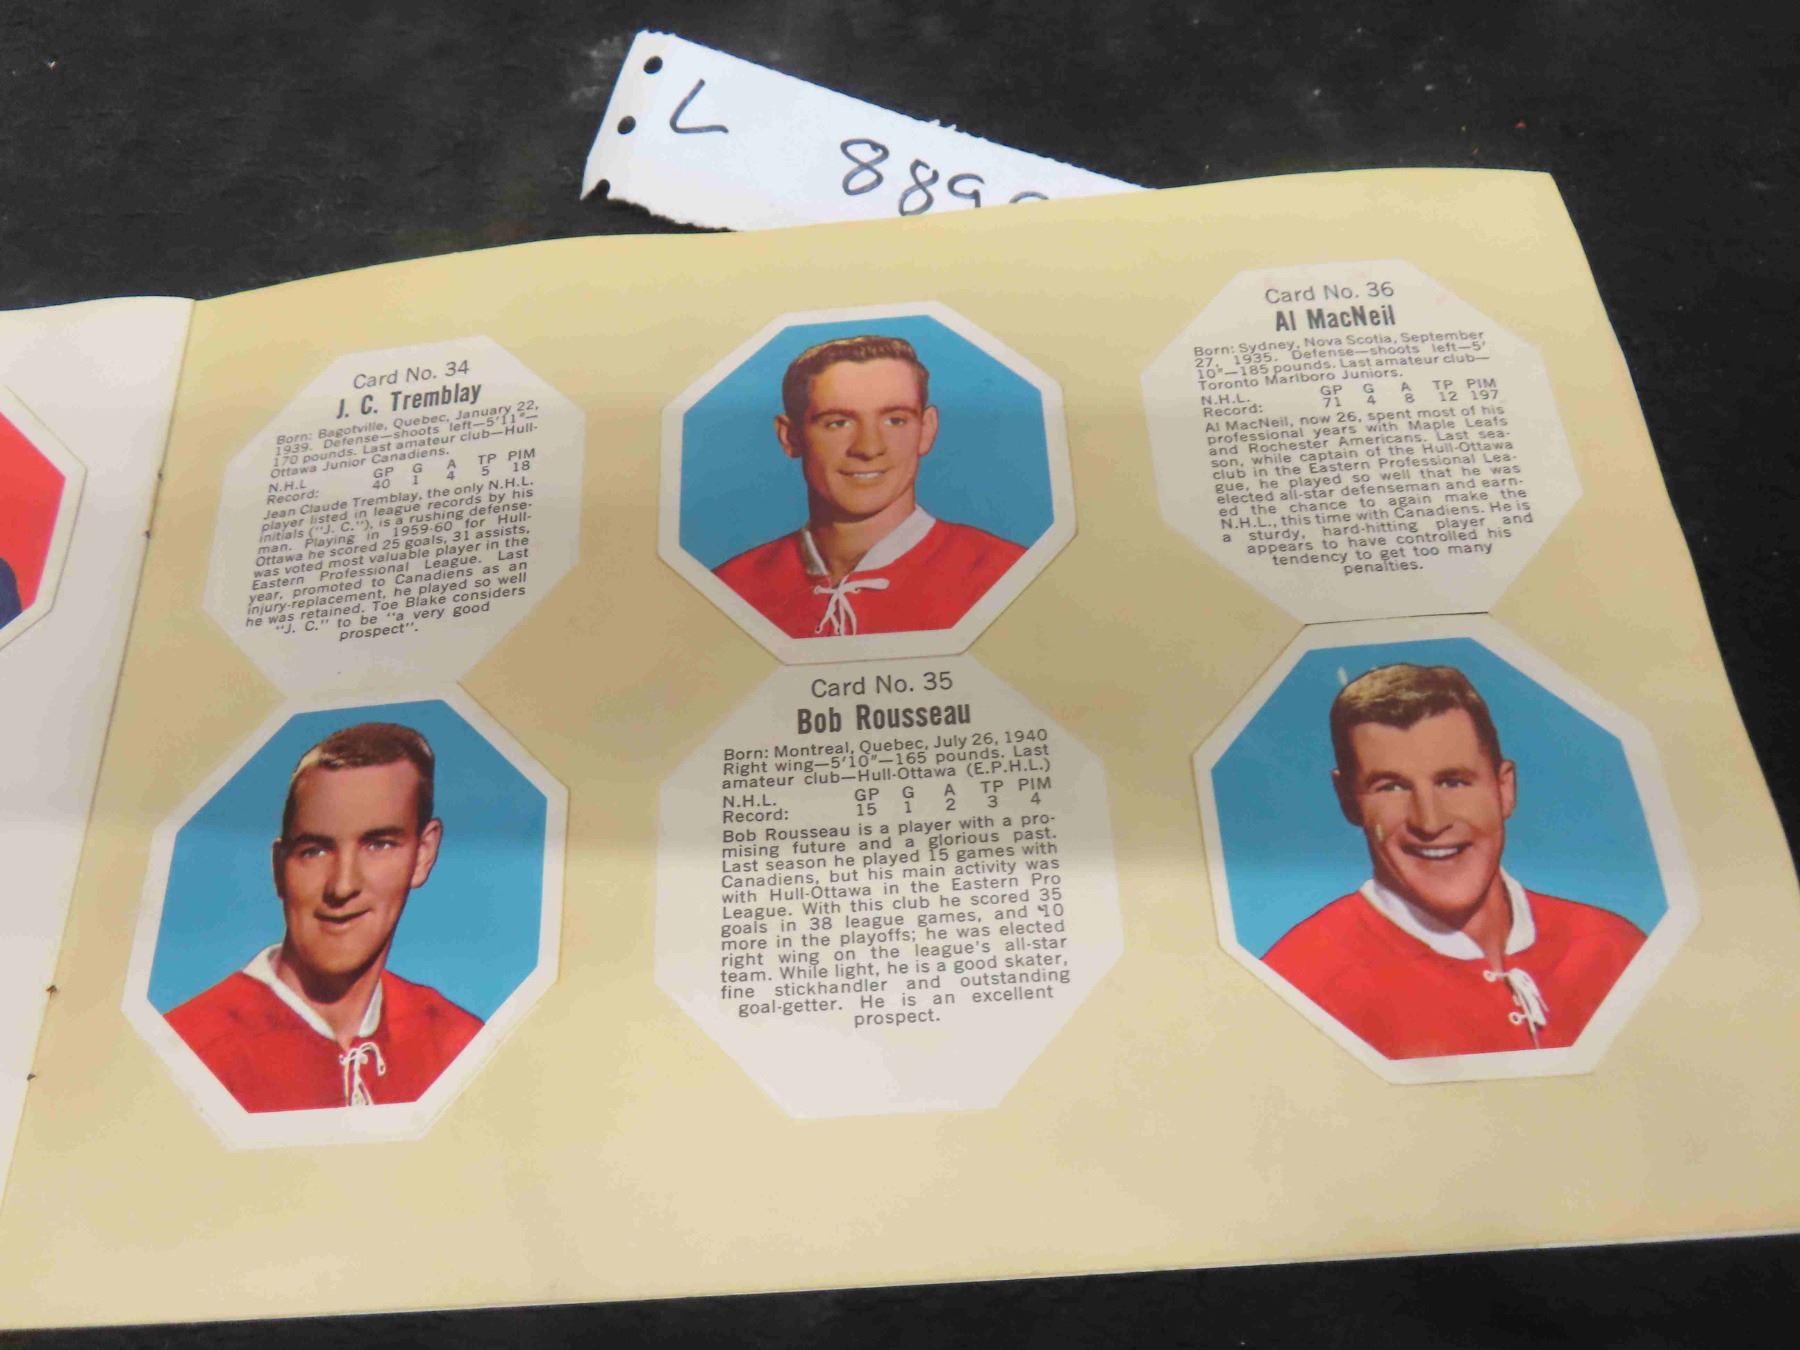 L
889
Card No. 34
J. C. Tremblay
Born: Bagotville, Quebec, January 22,
1939. Defense—shoots left—5'11"—
170 pounds. Last amateur club—Hull-
Ottawa Junior Canadiens.
N.H.L GP G A TP PIM
Record: 40 1 4 5 18
Jean Claude Tremblay, the only N.H.L.
player listed in league records by his
initials ("J. C."), is a rushing defense-
man. Playing in 1959-60 for Hull-
Ottawa he scored 25 goals, 31 assists,
was voted most valuable player in the
Eastern Professional League. Last
year, promoted to Canadiens as an
injury-replacement, he played so well
he was retained. Toe Blake considers
"J. C." to be "a very good
prospect".
Card No. 35
Bob Rousseau
Born: Montreal, Quebec, July 26, 1940
Right wing—5'10"—165 pounds. Last
amateur club—Hull-Ottawa (E.P.H.L.)
N.H.L. GP G A TP PIM
Record: 15 1 2 3 4
Bob Rousseau is a player with a pro-
mising future and a glorious past.
Last season he played 15 games with
Canadiens, but his main activity was
with Hull-Ottawa in the Eastern Pro
League. With this club he scored 35
goals in 38 league games, and 10
more in the playoffs; he was elected
right wing on the league's all-star
team. While light, he is a good skater,
fine stickhandler and outstanding
goal-getter. He is an excellent
prospect.
Card No. 36
Al MacNeil
Born: Sydney, Nova Scotia, September
27, 1935. Defense—shoots left—5'
10"—185 pounds. Last amateur club—
Toronto Marlboro Juniors.
N.H.L. GP G A TP PIM
Record: 71 4 8 12 197
Al MacNeil, now 26, spent most of his
professional years with Maple Leafs
and Rochester Americans. Last sea-
son, while captain of the Hull-Ottawa
club in the Eastern Professional Lea-
gue, he played so well that he was
elected all-star defenseman and earn-
ed the chance to again make the
N.H.L., this time with Canadiens. He is
a sturdy, hard-hitting player and
appears to have controlled his
tendency to get too many
penalties.